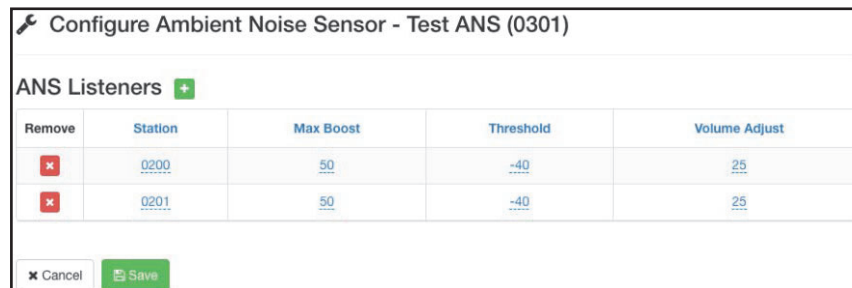 Configure Ambient Noise Sensor - Test ANS (0301)
ANS Listeners
Remove Station Max Boost Threshold Volume Adjust
0200 50 -40 25
0201 50 -40 25
Cancel Save